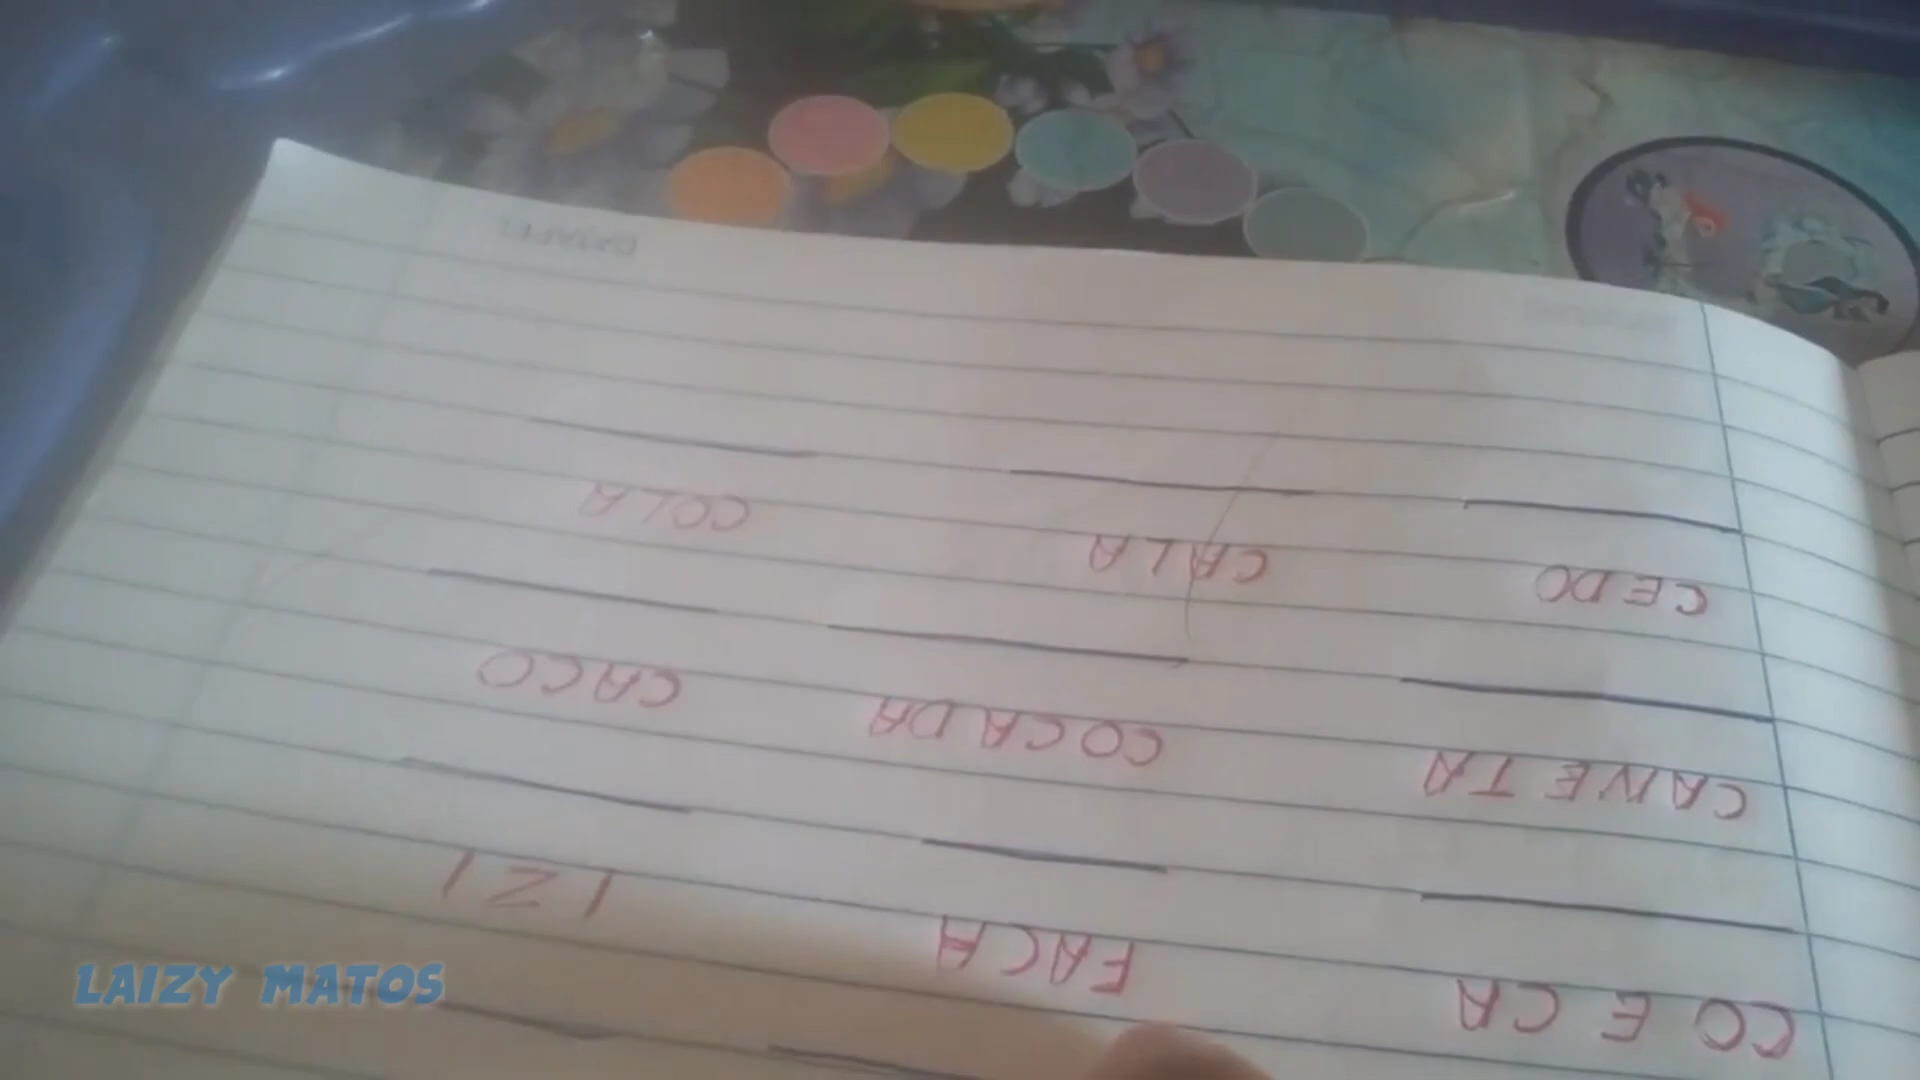 CO E CA FACA IZI
CANETA COCADA CACO
CEDO CALA COLA
LAIZY MATOS